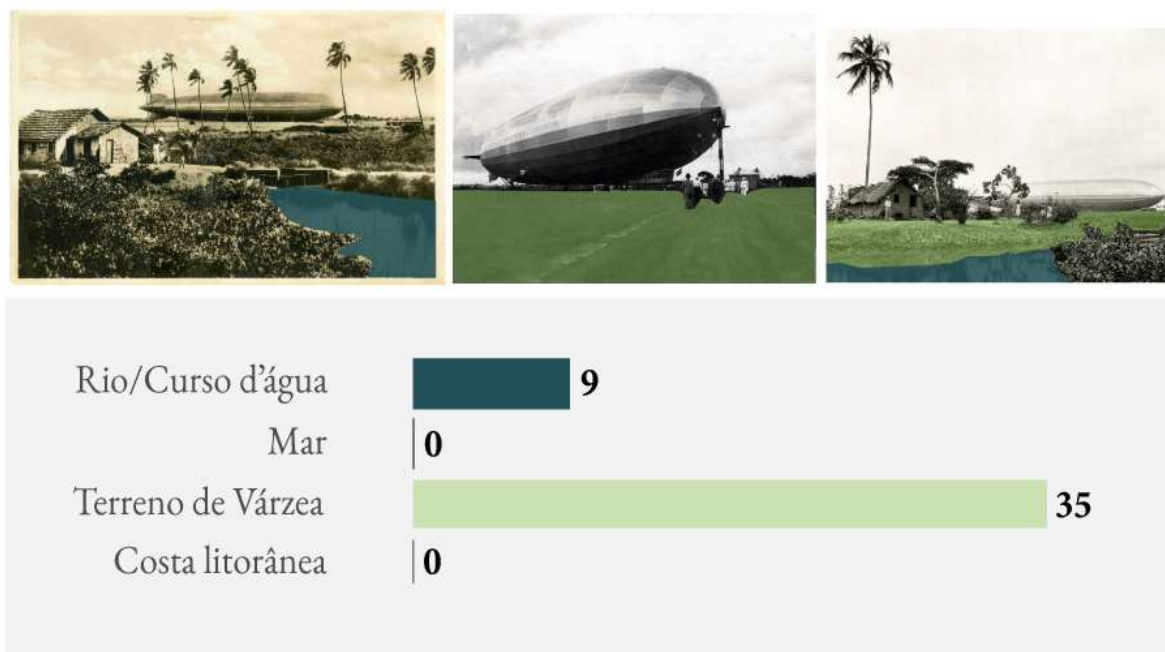 Rio/Curso d'água 9
Mar 0
Terreno de Várzea 35
Costa litorânea 0